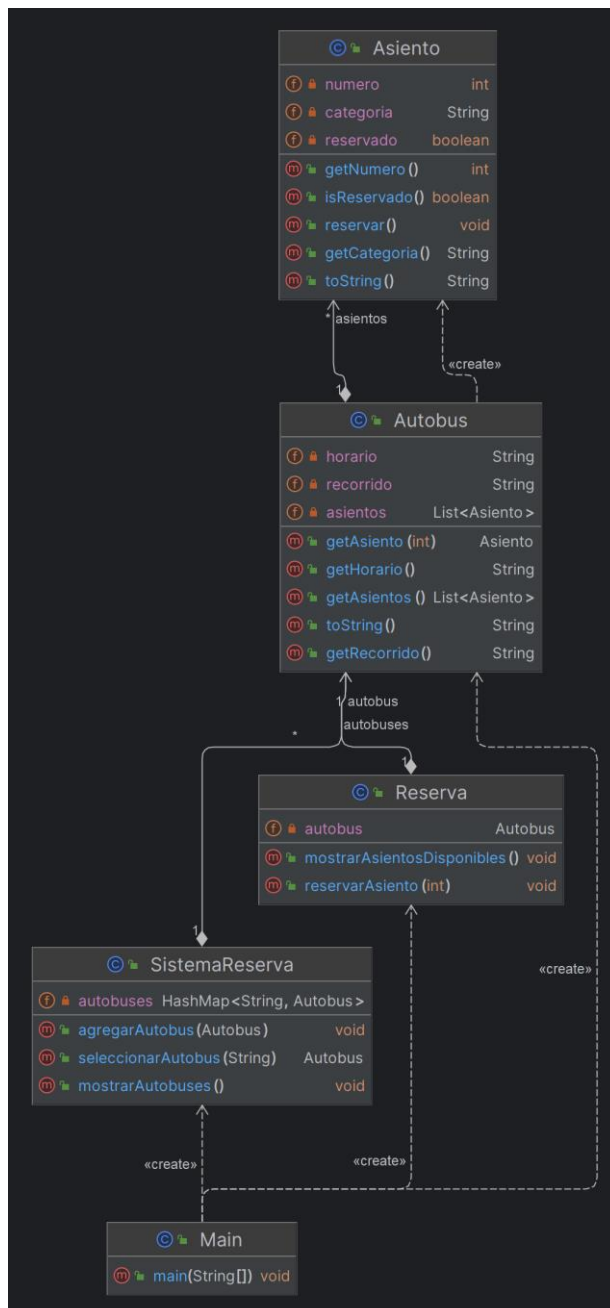 Asiento
numero int
categoria String
reservado boolean
getNumero() int
isReservado() boolean
reservar() void
getCategoria() String
toString() String
* asientos
«create»
1
Autobus
horario String
recorrido String
asientos List<Asiento>
getAsiento(int) Asiento
getHorario() String
getAsientos() List<Asiento>
toString() String
getRecorrido() String
1 autobus
* autobuses
1
Reserva
autobus Autobus
mostrarAsientosDisponibles() void
reservarAsiento(int) void
1
SistemaReserva
«create»
autobuses HashMap<String, Autobus>
agregarAutobus(Autobus) void
seleccionarAutobus(String) Autobus
mostrarAutobuses() void
«create» «create»
Main
main(String[]) void